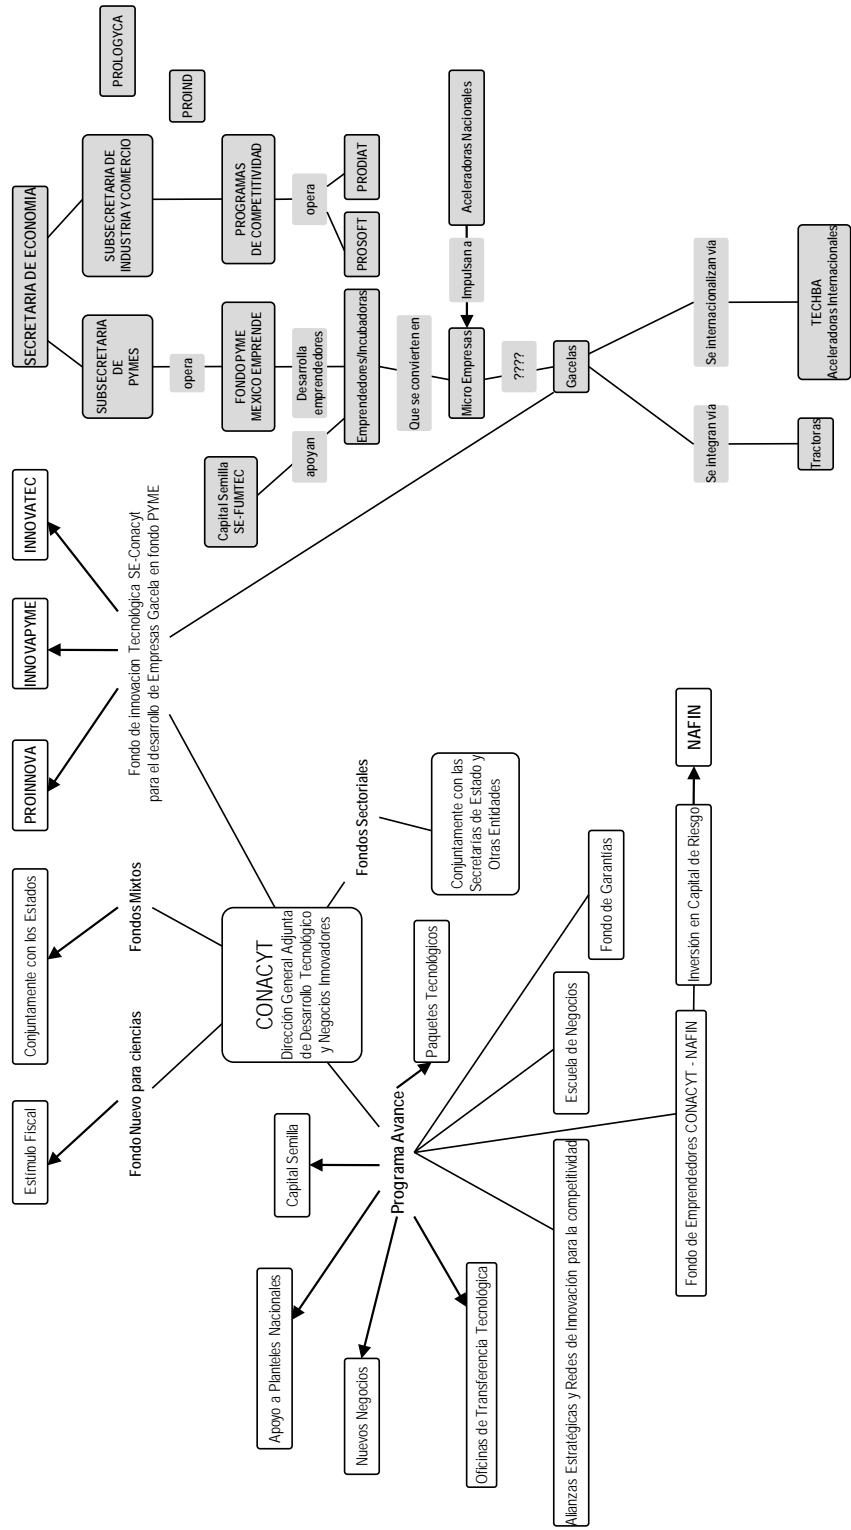 Estímulo Fiscal
Conjuntamente con los Estados
PROINNOVA
INNOVAPYME
INNOVATEC
SECRETARIA DE ECONOMIA
Fondo Nuevo para ciencias
Fondos Mixtos
Fondo de innovacion Tecnológica SE-Conacyt
para el desarrollo de Empresas Gacela en fondo PYME
SUBSECRETARIA
DE
PYMES
SUBSECRETARIA DE
INDUSTRIA Y COMERCIO
PROLOGYCA
PROIND
opera
CONACYT
Dirección General Adjunta
de Desarrollo Tecnológico
y Negocios Innovadores
Capital Semilla
SE-FUMTEC
FONDO PYME
MEXICO EMPRENDE
PROGRAMAS
DE COMPETITIVIDAD
apoyan
Desarrolla
emprendedores
opera
Capital Semilla
Apoyo a Planteles Nacionales
Emprendedores/Incubadoras
PROSOFT
PRODIAT
Nuevos Negocios
Programa Avance
Fondos Sectoriales
Que se convierten en
Paquetes Tecnológicos
Conjuntamente con las
Secretarías de Estado y
Otras Entidades
Micro Empresas
Impulsan a
Aceleradoras Nacionales
Oficinas de Transferencia Tecnológica
????
Alianzas Estratégicas y Redes de Innovación para la competitividad
Escuela de Negocios
Fondo de Garantías
Gacelas
Fondo de Emprendedores CONACYT - NAFIN
Inversión en Capital de Riesgo
NAFIN
Se integran vía
Se internacionalizan vía
Tractoras
TECHBA
Aceleradoras Internacionales